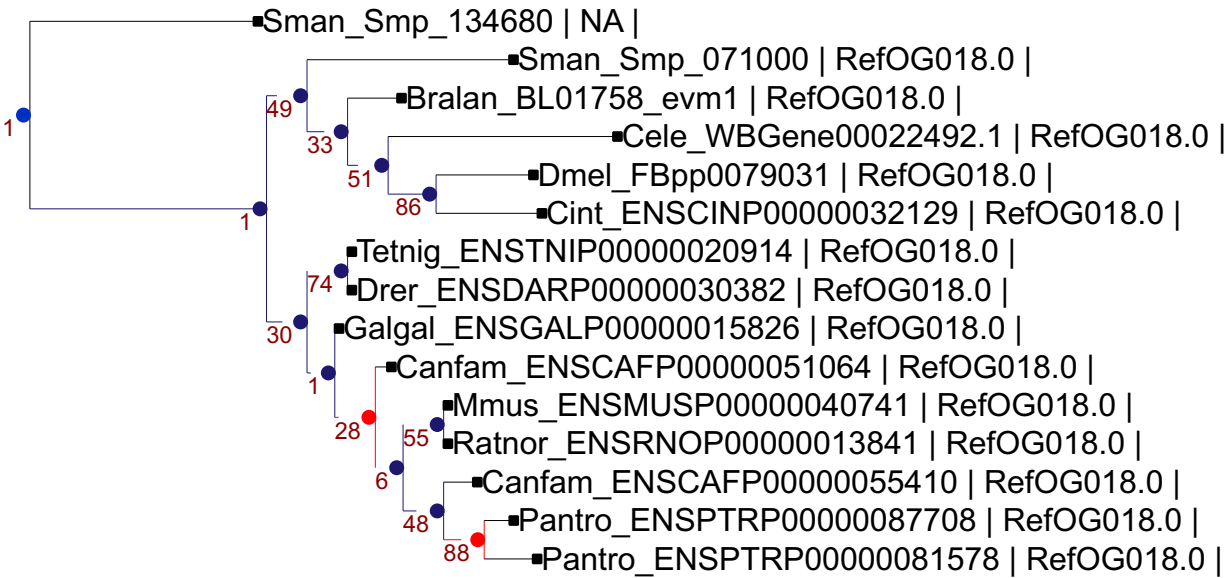 Sman_Smp_134680 | NA |
Sman_Smp_071000 | RefOG018.0 |
49
Bralan_BL01758_evm1 | RefOG018.0 |
1
33
Cele_WBGene00022492.1 | RefOG018.0 |
51
Dmel_FBpp0079031 | RefOG018.0 |
86
Cint_ENSCINP00000032129 | RefOG018.0 |
1
Tetnig_ENSTNIP00000020914 | RefOG018.0 |
74
Drer_ENSDARP00000030382 | RefOG018.0 |
30
Galgal_ENSGALP00000015826 | RefOG018.0 |
Canfam_ENSCAFP00000051064 | RefOG018.0 |
1
Mmus_ENSMUSP00000040741 | RefOG018.0 |
28
55
Ratnor_ENSRNOP00000013841 | RefOG018.0 |
6
Canfam_ENSCAFP00000055410 | RefOG018.0 |
48
Pantro_ENSPTRP00000087708 | RefOG018.0 |
88
Pantro_ENSPTRP00000081578 | RefOG018.0 |